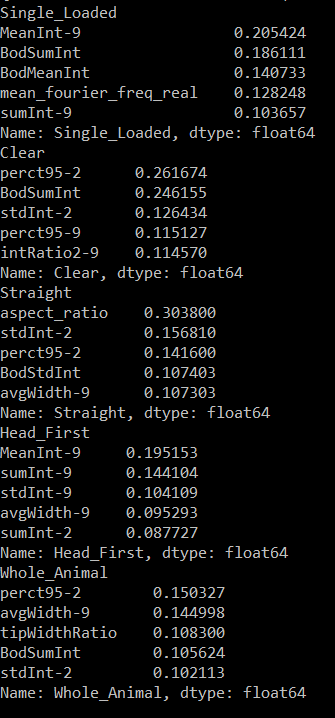 Single_Loaded
MeanInt-9 0.205424
BodSumInt 0.186111
BodMeanInt 0.140733
mean_fourier_freq_real 0.128248
sumInt-9 0.103657
Name: Single_Loaded, dtype: float64
Clear
perct95-2 0.261674
BodSumInt 0.246155
stdInt-2 0.126434
perct95-9 0.115127
intRatio2-9 0.114570
Name: Clear, dtype: float64
Straight
aspect_ratio 0.303800
stdInt-2 0.156810
perct95-2 0.141600
BodStdInt 0.107403
avgWidth-9 0.107303
Name: Straight, dtype: float64
Head_First
MeanInt-9 0.195153
sumInt-9 0.144104
stdInt-9 0.104109
avgWidth-9 0.095293
sumInt-2 0.087727
Name: Head_First, dtype: float64
Whole_Animal
perct95-2 0.150327
avgWidth-9 0.144998
tipWidthRatio 0.108300
BodSumInt 0.105624
stdInt-2 0.102113
Name: Whole_Animal, dtype: float64